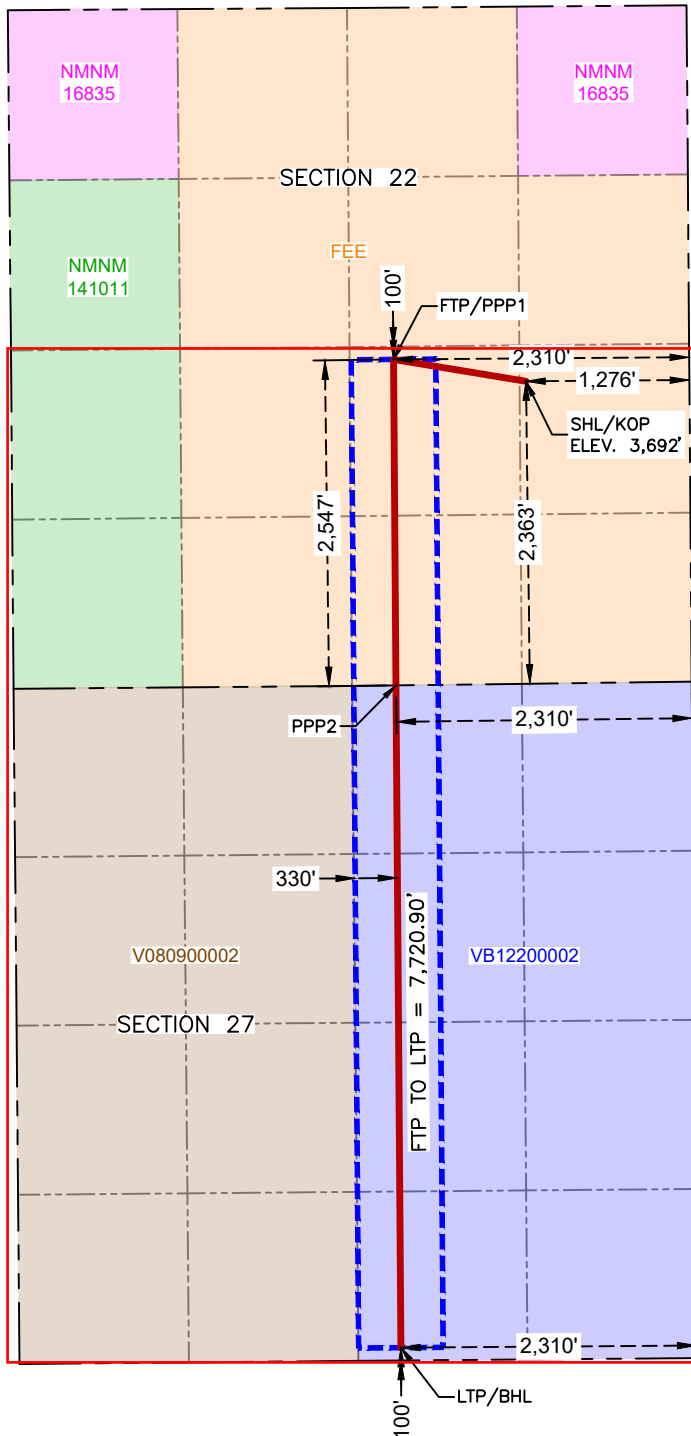 NMNM
16835
NMNM
16835
SECTION 22
FEE
NMNM
141011
100'
FTP/PPP1
2,310'
1,276'
SHL/KOP
ELEV. 3,692'
2,547'
2,363'
PPP2
2,310'
330'
V080900002
VB12200002
SECTION 27
FTP TO LTP = 7,720.90'
2,310'
LTP/BHL
100'